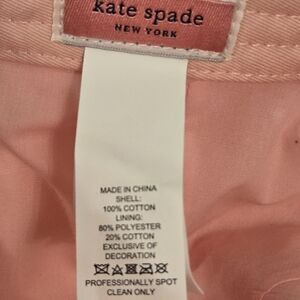 kate spade
NEW YORK
MADE IN CHINA
SHELL:
100% COTTON
LINING:
80% POLYESTER
20% COTTON
EXCLUSIVE OF
DECORATION
PROFESSIONALLY SPOT
CLEAN ONLY